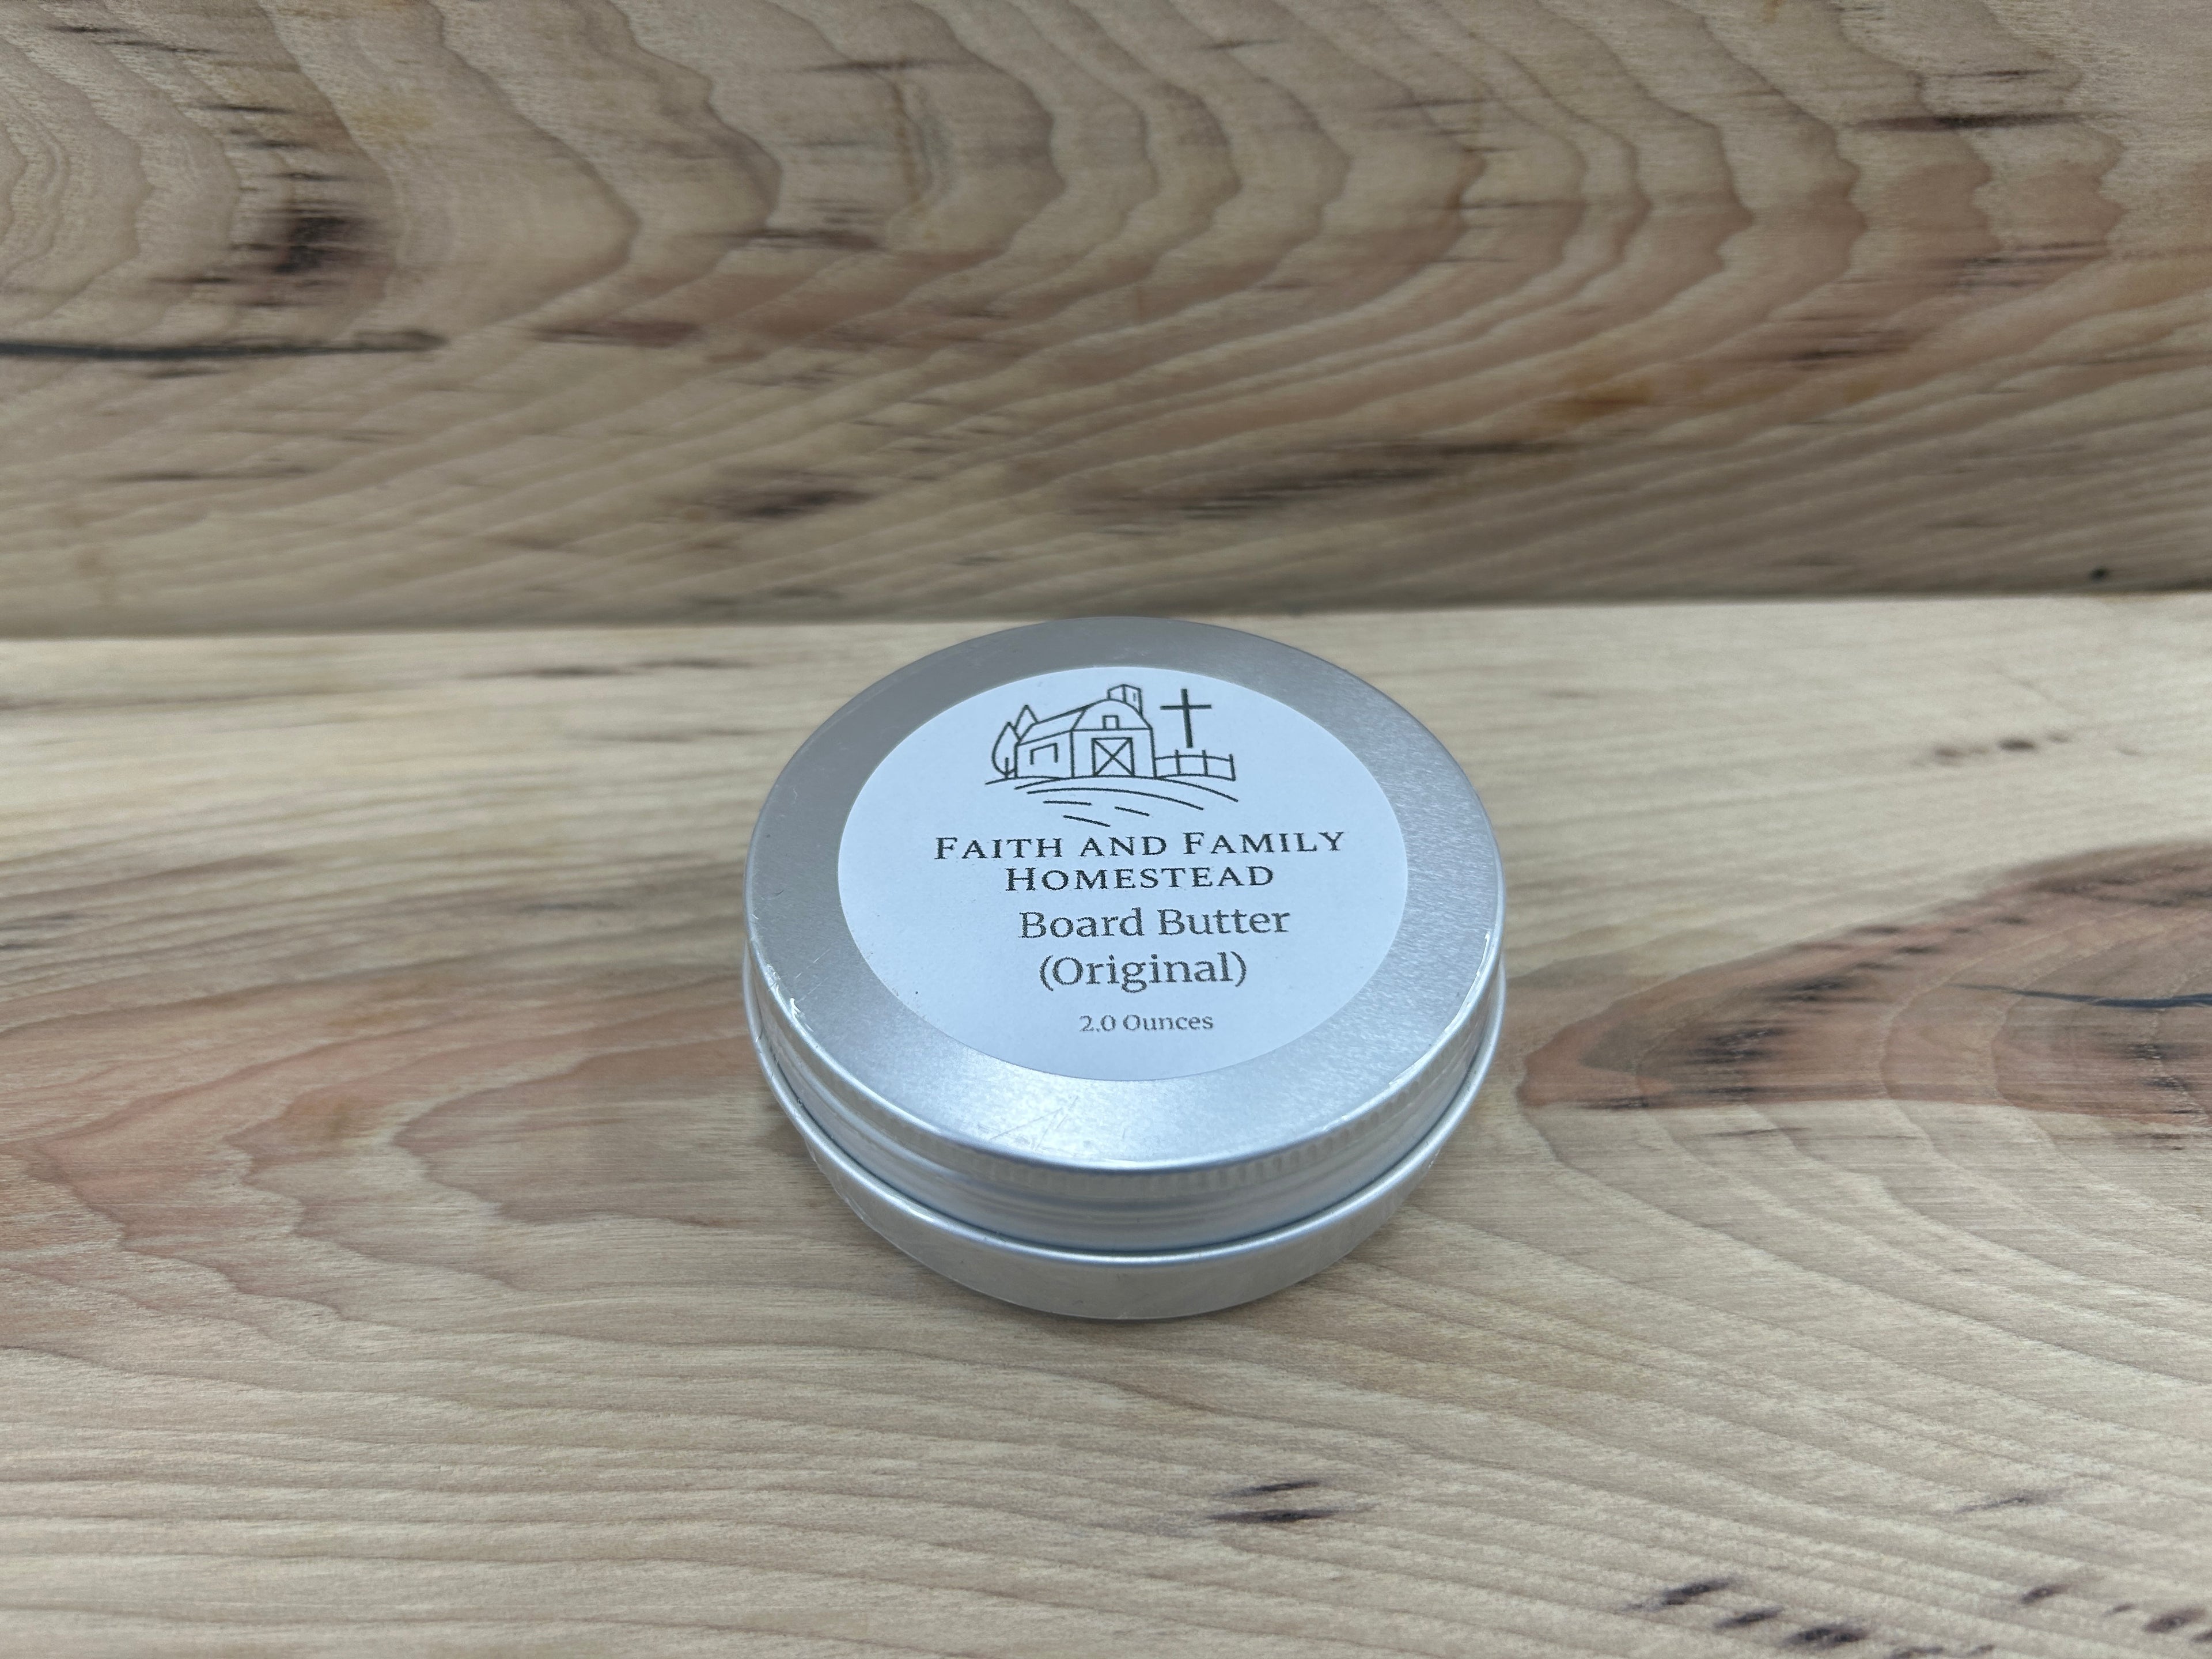 FAITH AND FAMILY
HOMESTEAD
Board Butter
(Original)
2.0 Ounces